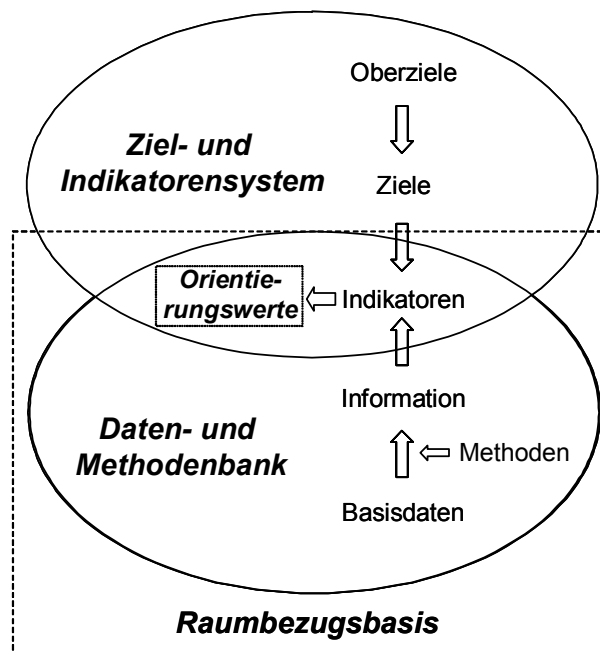 Oberziele
Ziel- und
Indikatorensystem
Ziele
Orientie-
rungswerte
Indikatoren
Information
Daten- und
Methodenbank
Methoden
Basisdaten
Raumbezugsbasis